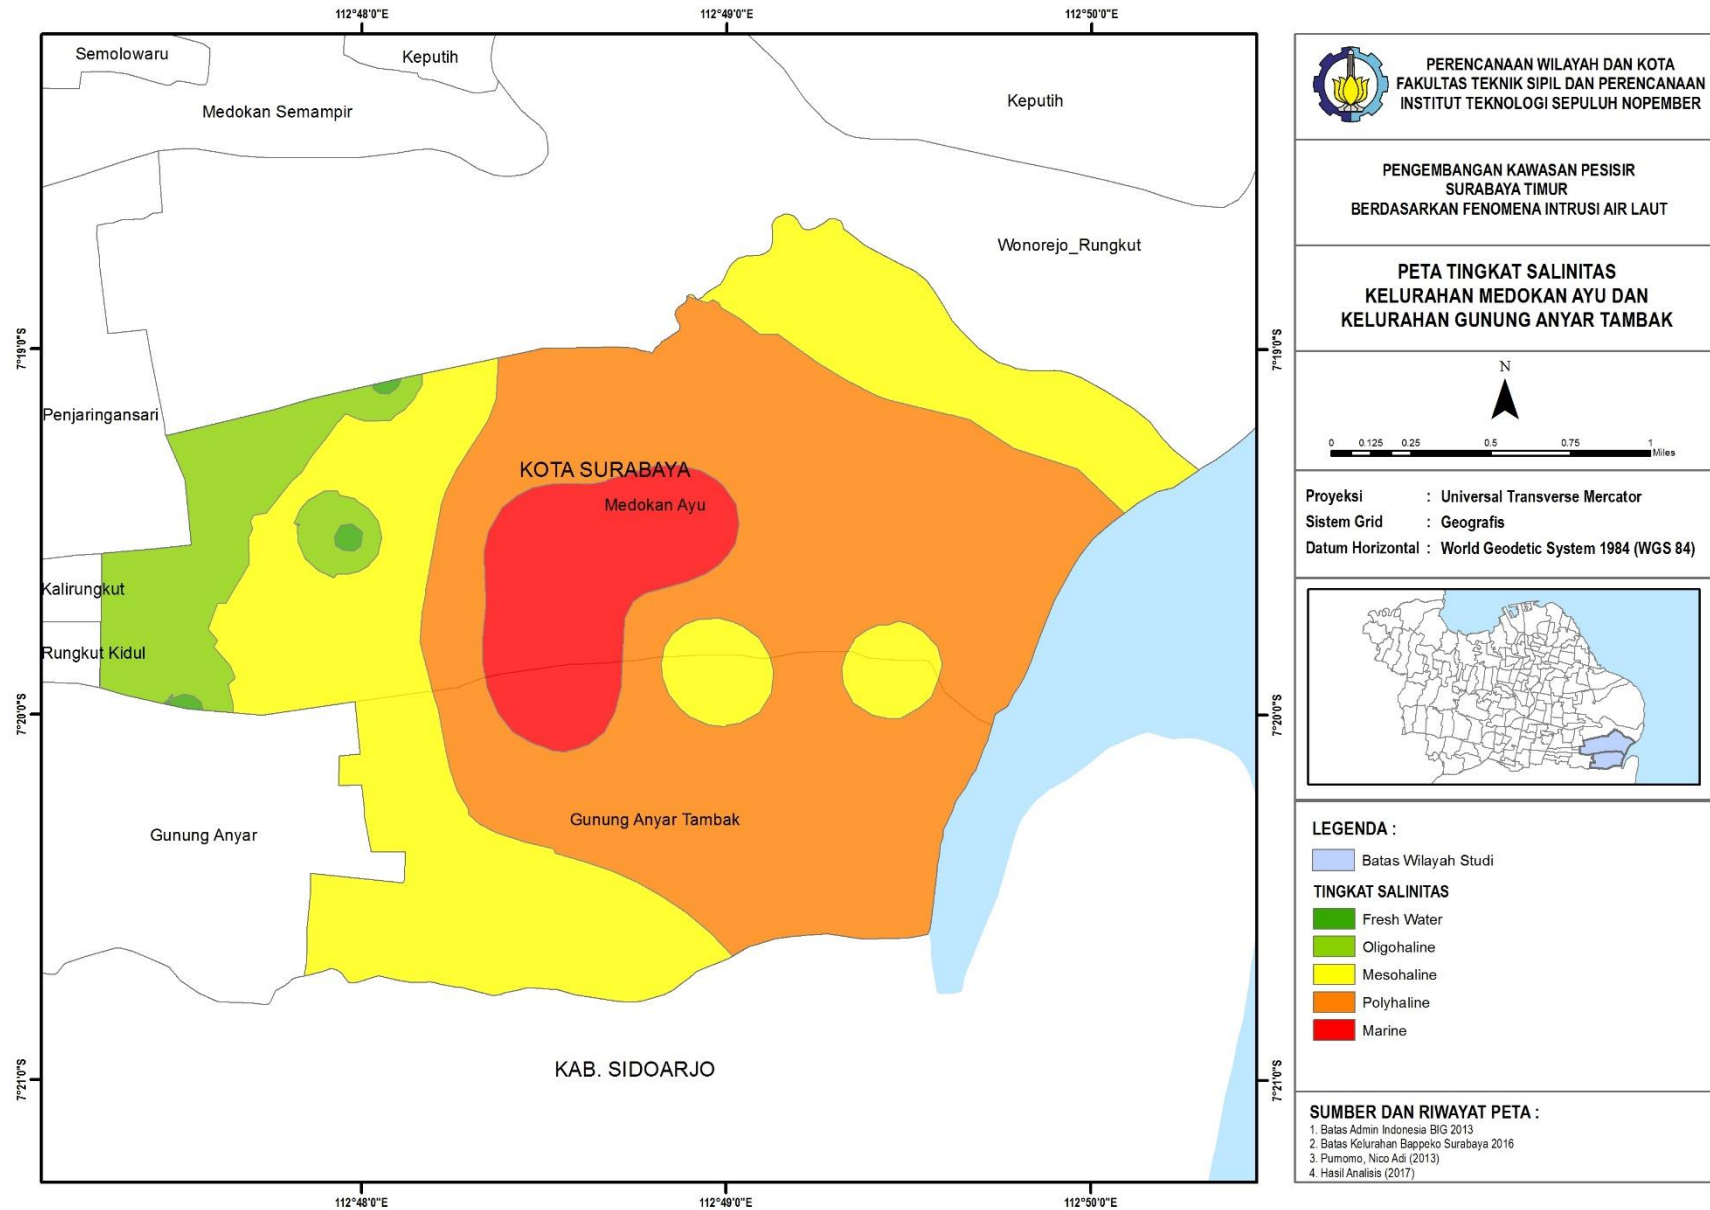 112°48'0"E
112°49'0"E
112°50'0"E
Semolowaru
Keputih
Medokan Semampir
Keputih
Wonorejo_Rungkut
7°19'0"S
7°19'0"S
Penjaringansari
KOTA SURABAYA
Medokan Ayu
Kalirungkut
Rungkut Kidul
7°20'0"S
7°20'0"S
Gunung Anyar
Gunung Anyar Tambak
KAB. SIDOARJO
7°21'0"S
7°21'0"S
112°48'0"E
112°49'0"E
112°50'0"E
PERENCANAAN WILAYAH DAN KOTA
FAKULTAS TEKNIK SIPIL DAN PERENCANAAN
INSTITUT TEKNOLOGI SEPULUH NOPEMBER
PENGEMBANGAN KAWASAN PESISIR
SURABAYA TIMUR
BERDASARKAN FENOMENA INTRUSI AIR LAUT
PETA TINGKAT SALINITAS
KELURAHAN MEDOKAN AYU DAN
KELURAHAN GUNUNG ANYAR TAMBAK
N
0 0.125 0.25 0.5 0.75 1
Miles
Proyeksi : Universal Transverse Mercator
Sistem Grid : Geografis
Datum Horizontal : World Geodetic System 1984 (WGS 84)
LEGENDA :
Batas Wilayah Studi
TINGKAT SALINITAS
Fresh Water
Oligohaline
Mesohaline
Polyhaline
Marine
SUMBER DAN RIWAYAT PETA :
1. Batas Admin Indonesia BIG 2013
2. Batas Kelurahan Bappeko Surabaya 2016
3. Purnomo, Nico Adi (2013)
4. Hasil Analisis (2017)